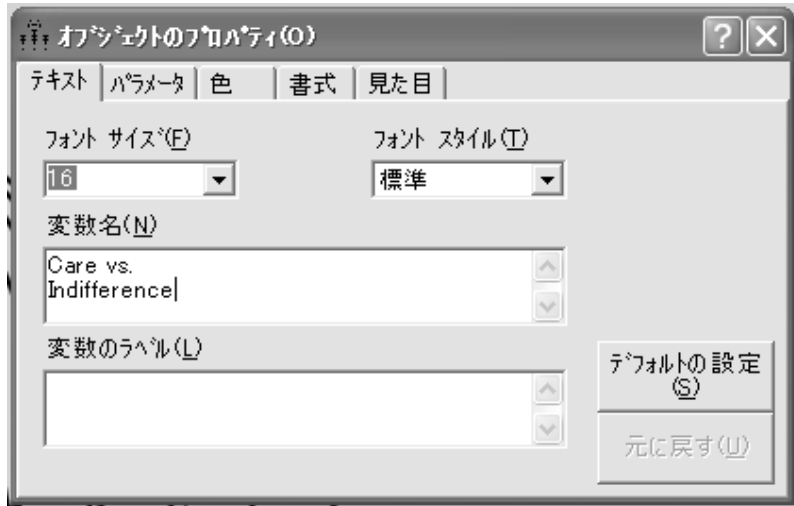 ｵﾌﾞｼﾞｪｸﾄのﾌﾟﾛﾊﾟﾃｨ(O)
テキスト ﾊﾟﾗﾒｰﾀ 色 書式 見た目
フォント サイズ(F) フォント スタイル(T)
16 標準
変数名(N)
Care vs.
Indifference
変数のラベル(L)
デフォルトの設定
(S)
元に戻す(U)